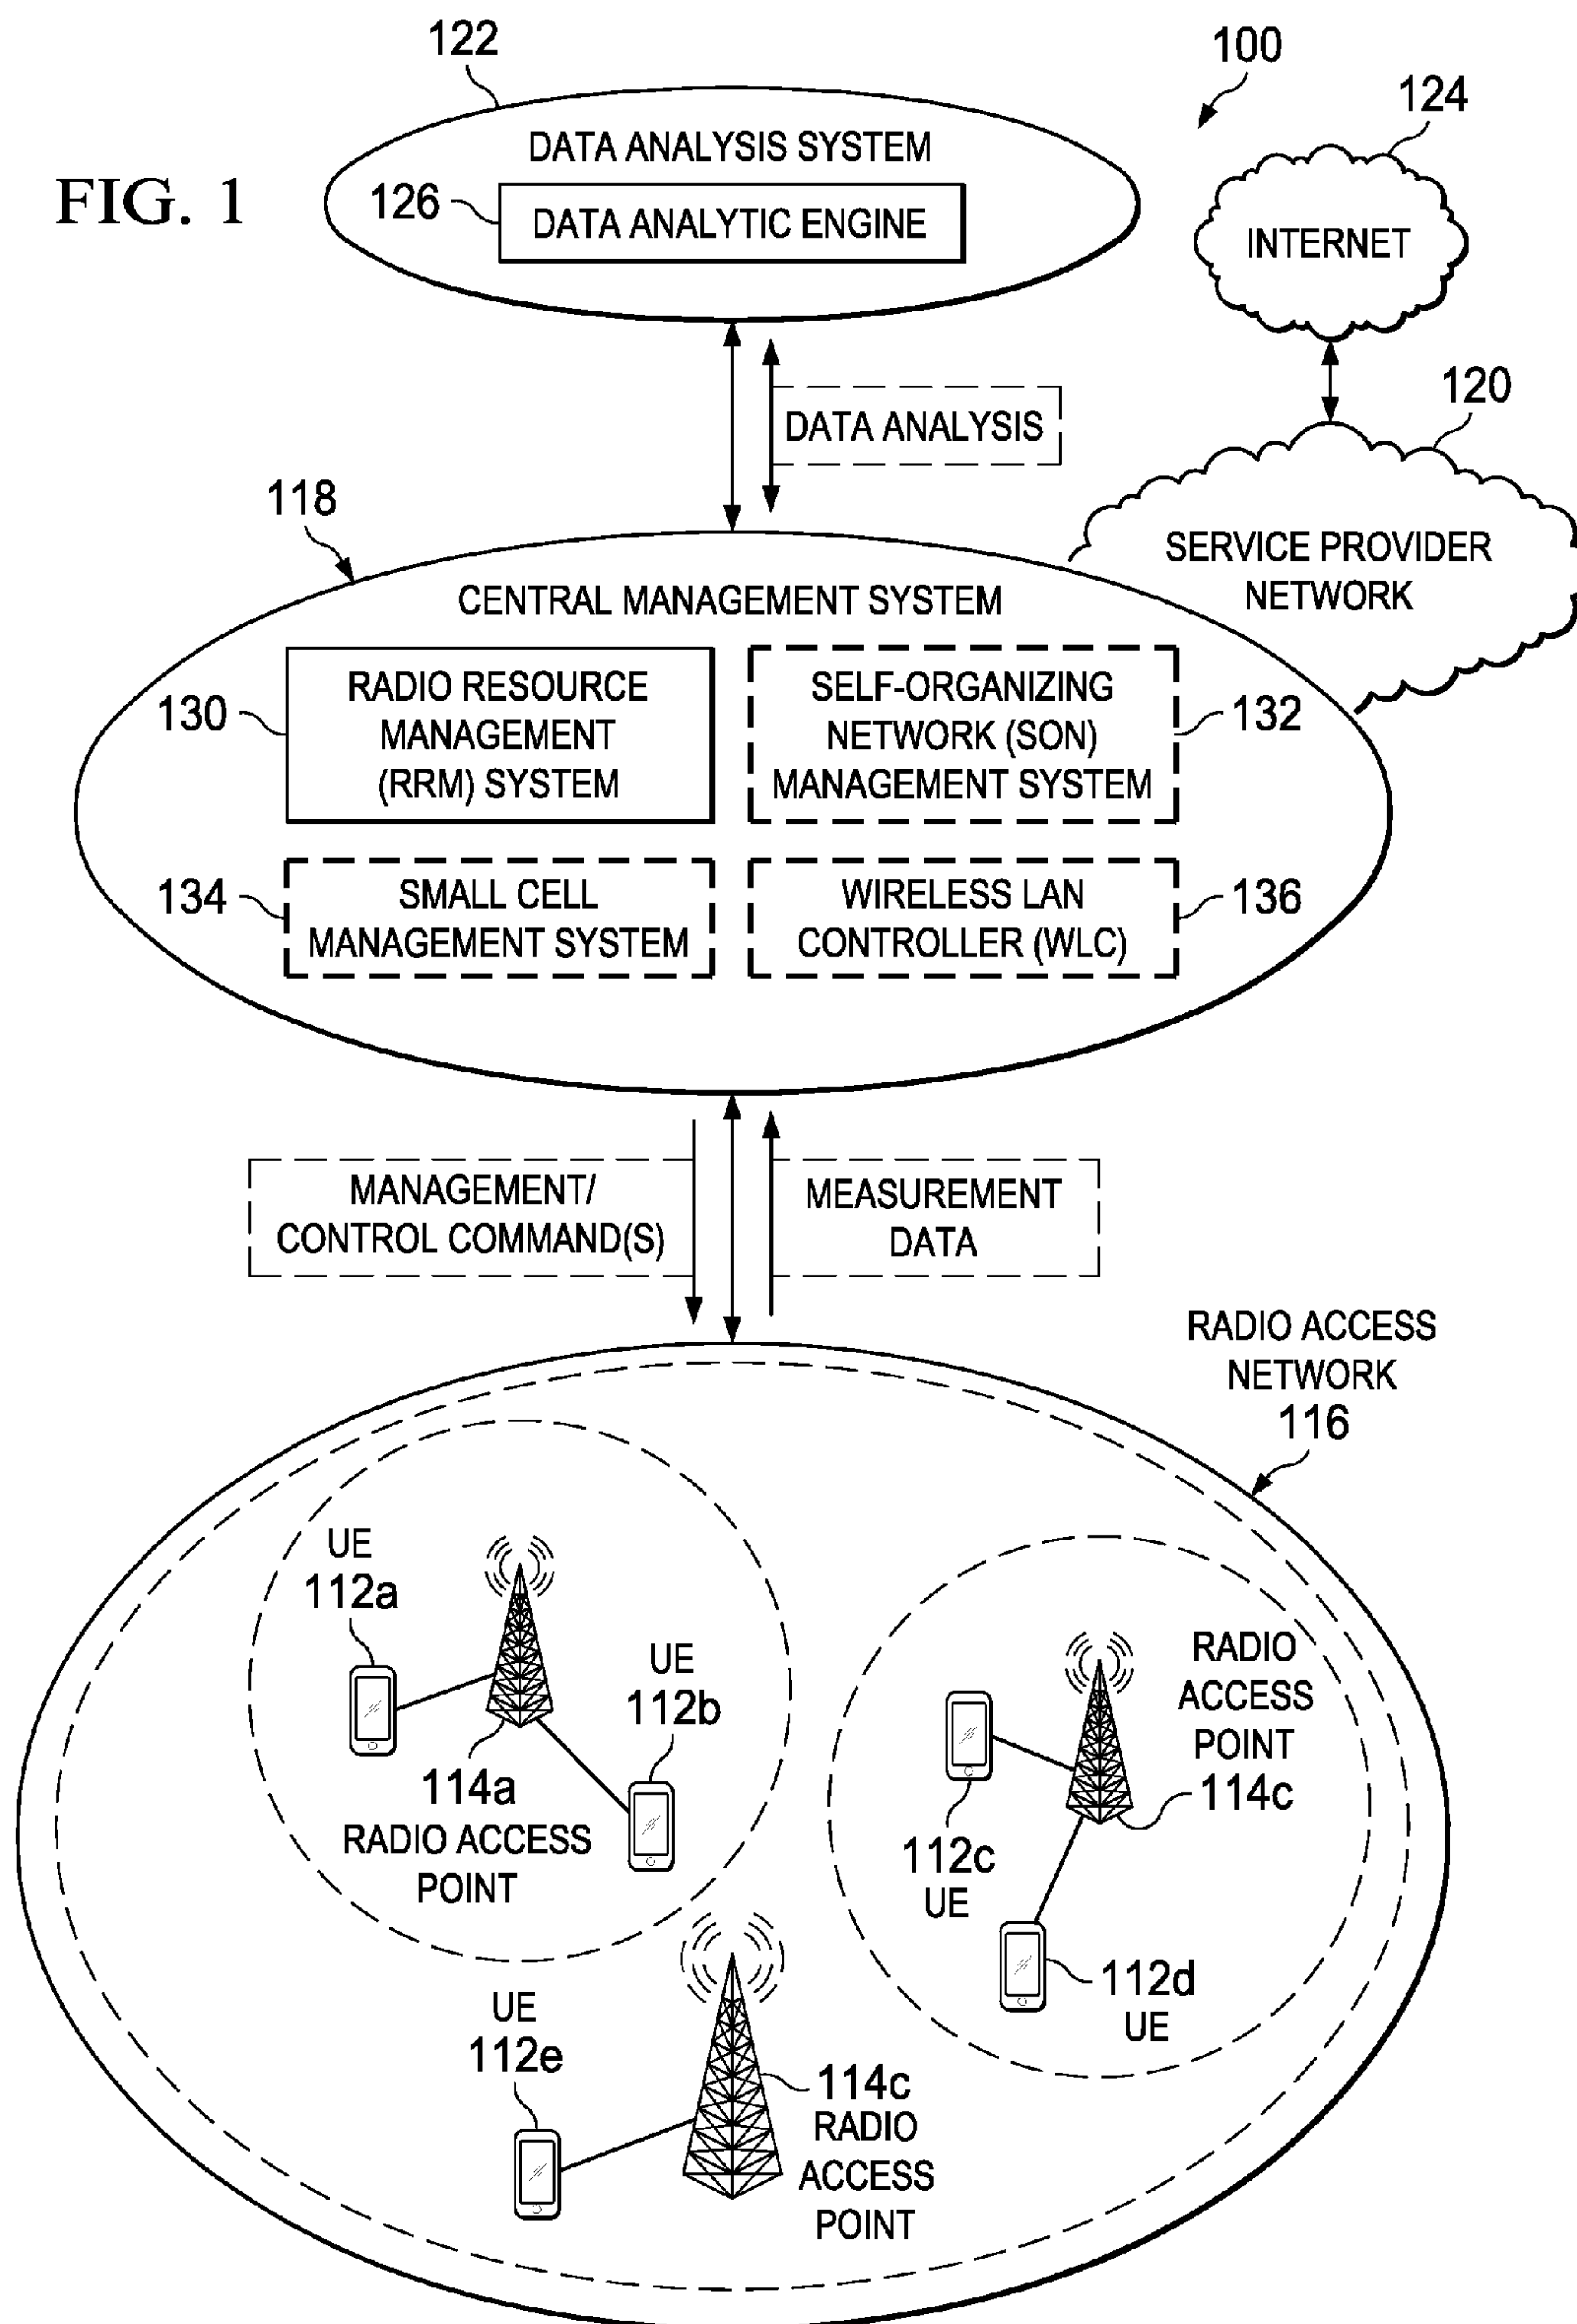 122
100
124
DATA ANALYSIS SYSTEM
FIG. 1
126
DATA ANALYTIC ENGINE
INTERNET
120
DATA ANALYSIS
118
SERVICE PROVIDER
NETWORK
CENTRAL MANAGEMENT SYSTEM
130
RADIO RESOURCE
MANAGEMENT
(RRM) SYSTEM
SELF-ORGANIZING
NETWORK (SON)
MANAGEMENT SYSTEM
132
134
SMALL CELL
MANAGEMENT SYSTEM
WIRELESS LAN
CONTROLLER (WLC)
136
MANAGEMENT/
CONTROL COMMAND(S)
MEASUREMENT
DATA
RADIO ACCESS
NETWORK
116
UE
112a
UE
112b
114a
RADIO ACCESS
POINT
RADIO
ACCESS
POINT
114c
112c
UE
112d
UE
UE
112e
114c
RADIO
ACCESS
POINT